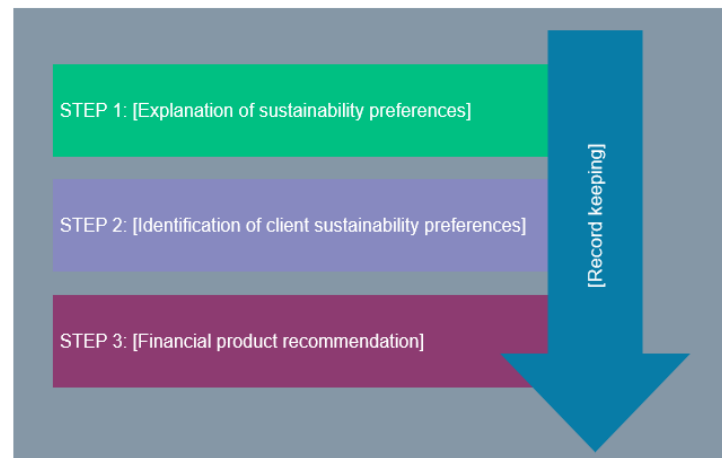 STEP 1: [Explanation of sustainability preferences]
STEP 2: [Identification of client sustainability preferences]
STEP 3: [Financial product recommendation]
[Record keeping]